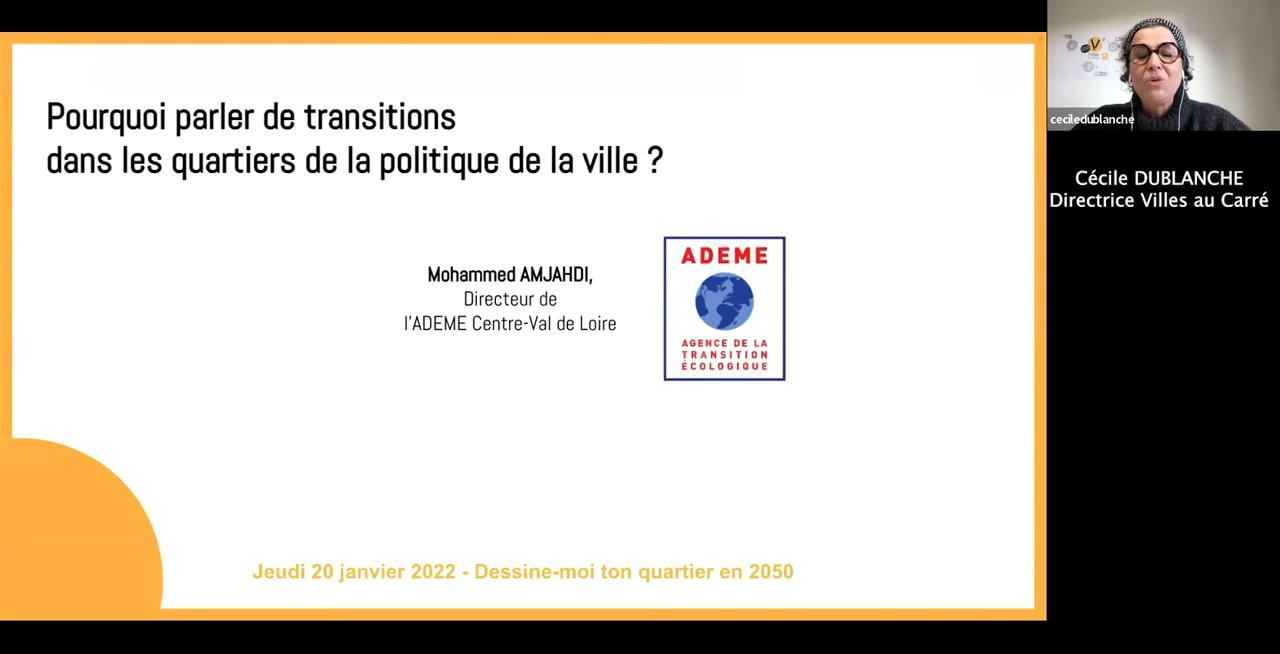 Pourquoi parler de transitions
dans les quartiers de la politique de la ville ?
Mohammed AMJAHDI,
Directeur de
l'ADEME Centre-Val de Loire
ADEME
AGENCE DE LA
TRANSITION
ÉCOLOGIQUE
Jeudi 20 janvier 2022 - Dessine-moi ton quartier en 2050
V
ceciledublanche
Cécile DUBLANCHE
Directrice Villes au Carré